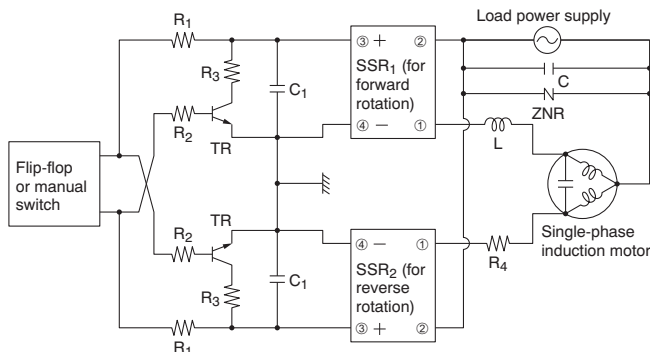 R1
R3
R2
TR
C1
③ +
②
SSR1 (for
forward
rotation)
④ −
①
Load power supply
C
ZNR
L
Flip-flop
or manual
switch
Single-phase
induction motor
TR
R2
R3
C1
④ −
①
SSR2 (for
reverse
rotation)
③ +
②
R4
R1